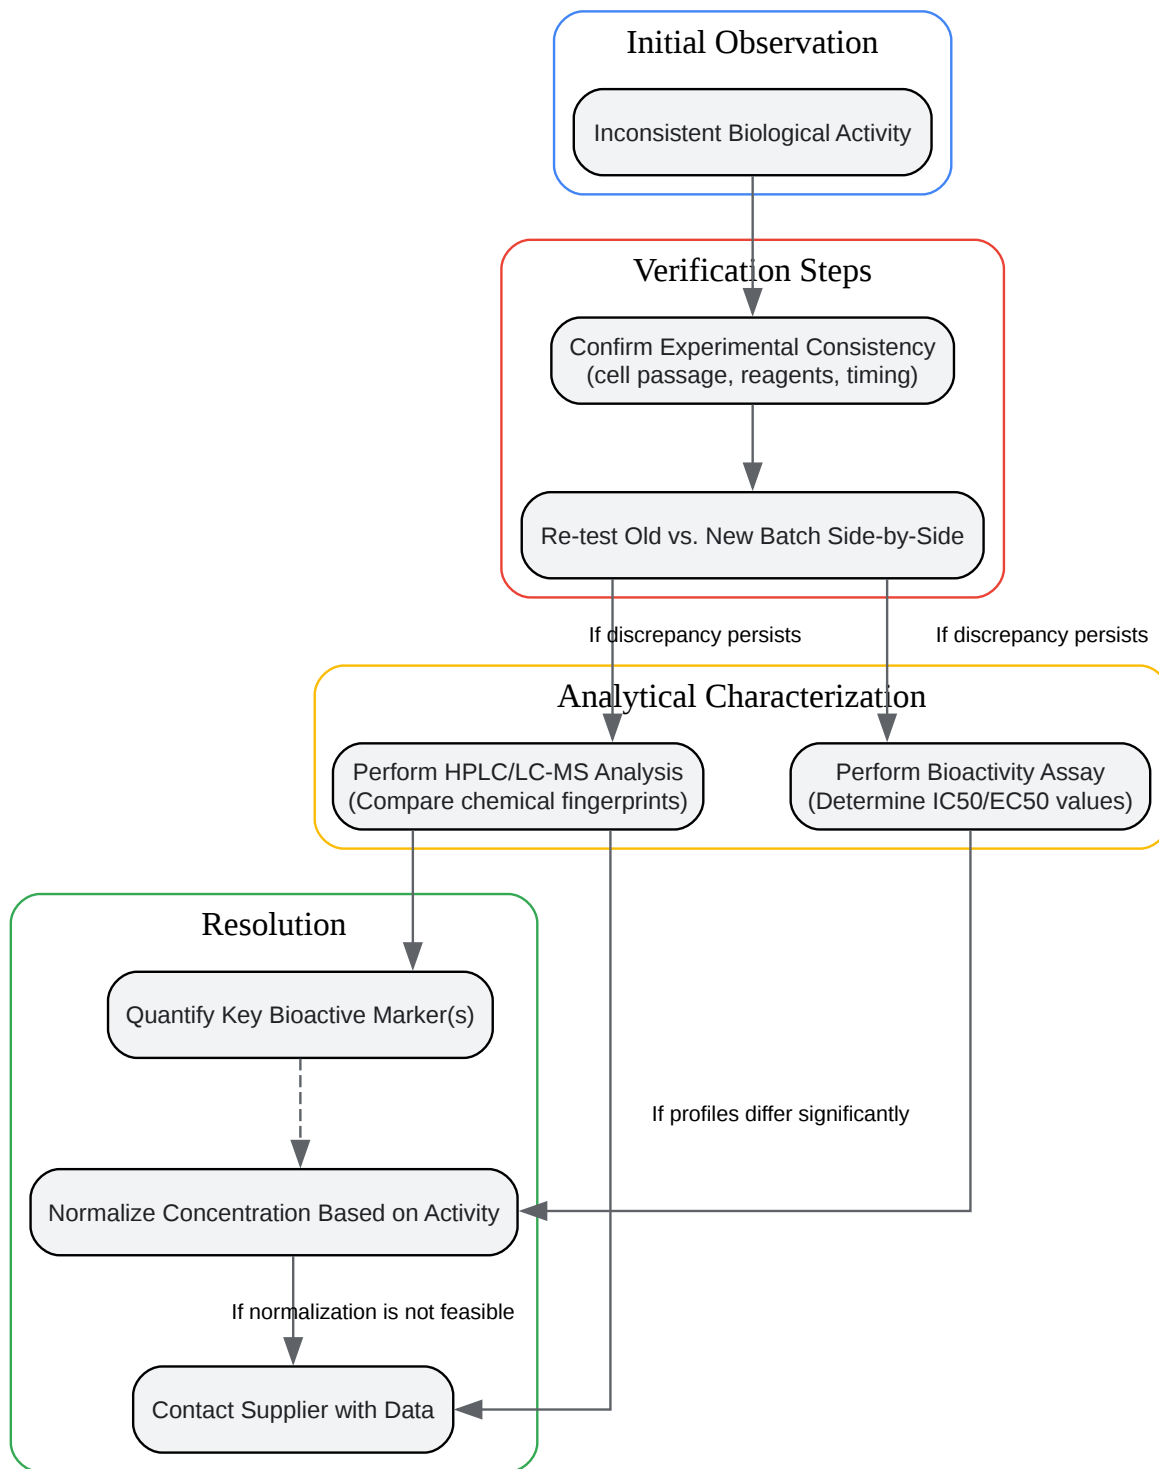 Initial Observation
Inconsistent Biological Activity
Verification Steps
Confirm Experimental Consistency
(cell passage, reagents, timing)
Re-test Old vs. New Batch Side-by-Side
If discrepancy persists
If discrepancy persists
Analytical Characterization
Perform HPLC/LC-MS Analysis
(Compare chemical fingerprints)
Perform Bioactivity Assay
(Determine IC50/EC50 values)
Resolution
Quantify Key Bioactive Marker(s)
If profiles differ significantly
Normalize Concentration Based on Activity
If normalization is not feasible
Contact Supplier with Data